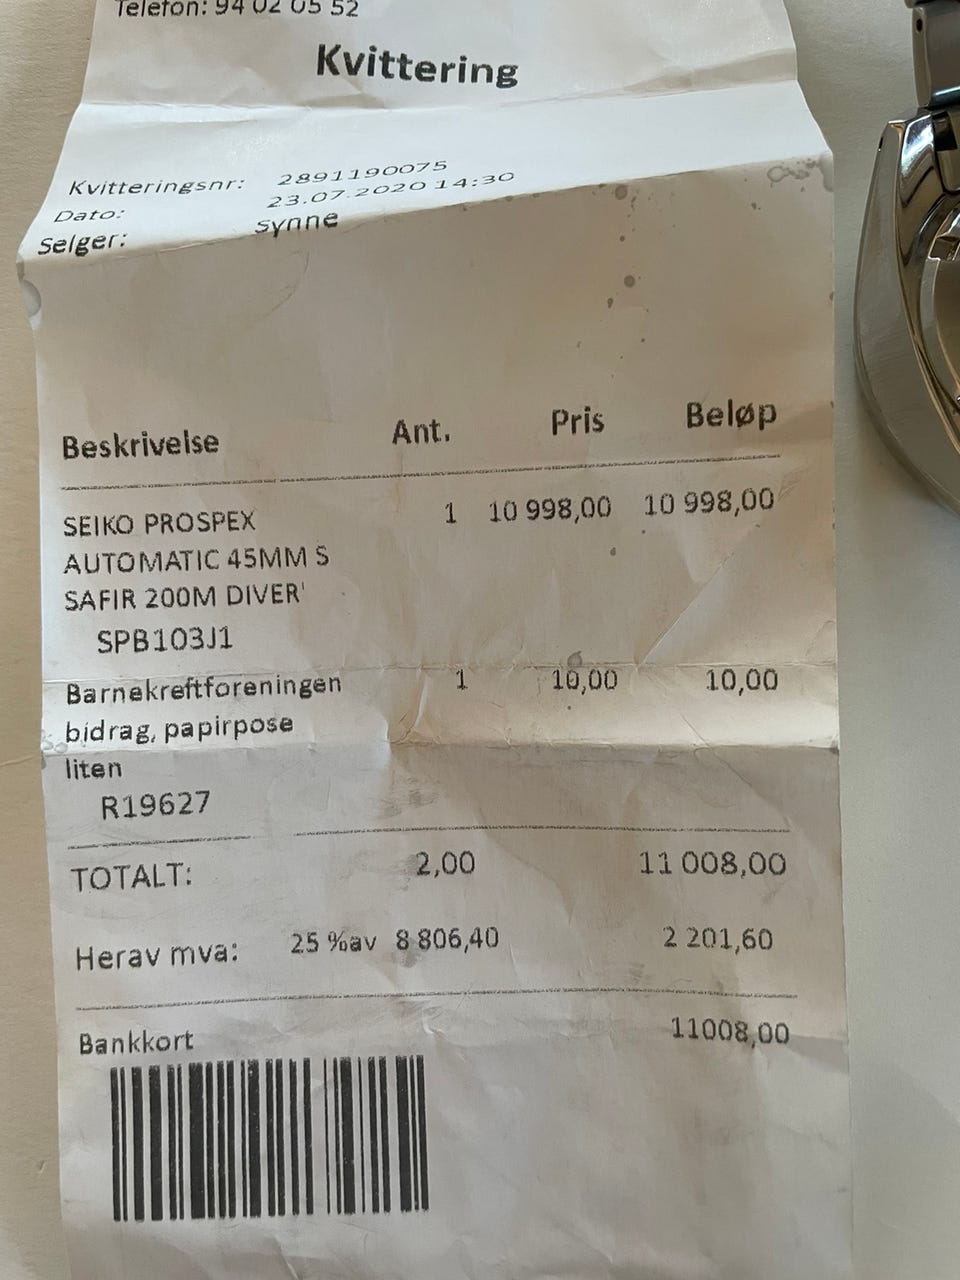 Telefon: 94 02 05 52
Kvittering
Kvitteringsnr: 2891190075
Dato: 23.07.2020 14:30
Selger: Synne
Beskrivelse Ant. Pris Beløp
SEIKO PROSPEX 1 10 998,00 10 998,00
AUTOMATIC 45MM S
SAFIR 200M DIVER'
SPB103J1
Barnekreftforeningen 1 10,00 10,00
bidrag, papirpose
liten
R19627
TOTALT: 2,00 11 008,00
Herav mva: 25 %av 8 806,40 2 201,60
Bankkort 11008,00